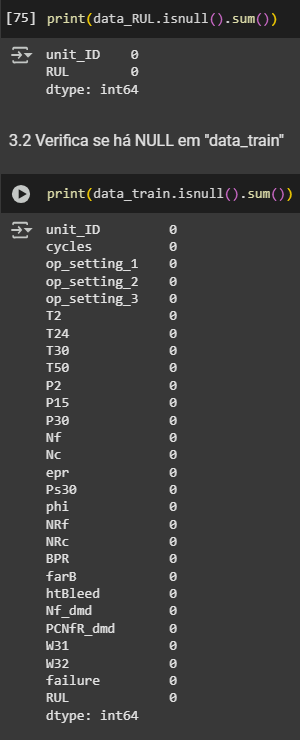 [75] print(data_RUL.isnull().sum())
unit_ID 0
RUL 0
dtype: int64
3.2 Verifica se há NULL em "data_train"
print(data_train.isnull().sum())
unit_ID 0
cycles 0
op_setting_1 0
op_setting_2 0
op_setting_3 0
T2 0
T24 0
T30 0
T50 0
P2 0
P15 0
P30 0
Nf 0
Nc 0
epr 0
Ps30 0
phi 0
NRf 0
NRc 0
BPR 0
farB 0
htBleed 0
Nf_dmd 0
PCNfR_dmd 0
W31 0
W32 0
failure 0
RUL 0
dtype: int64